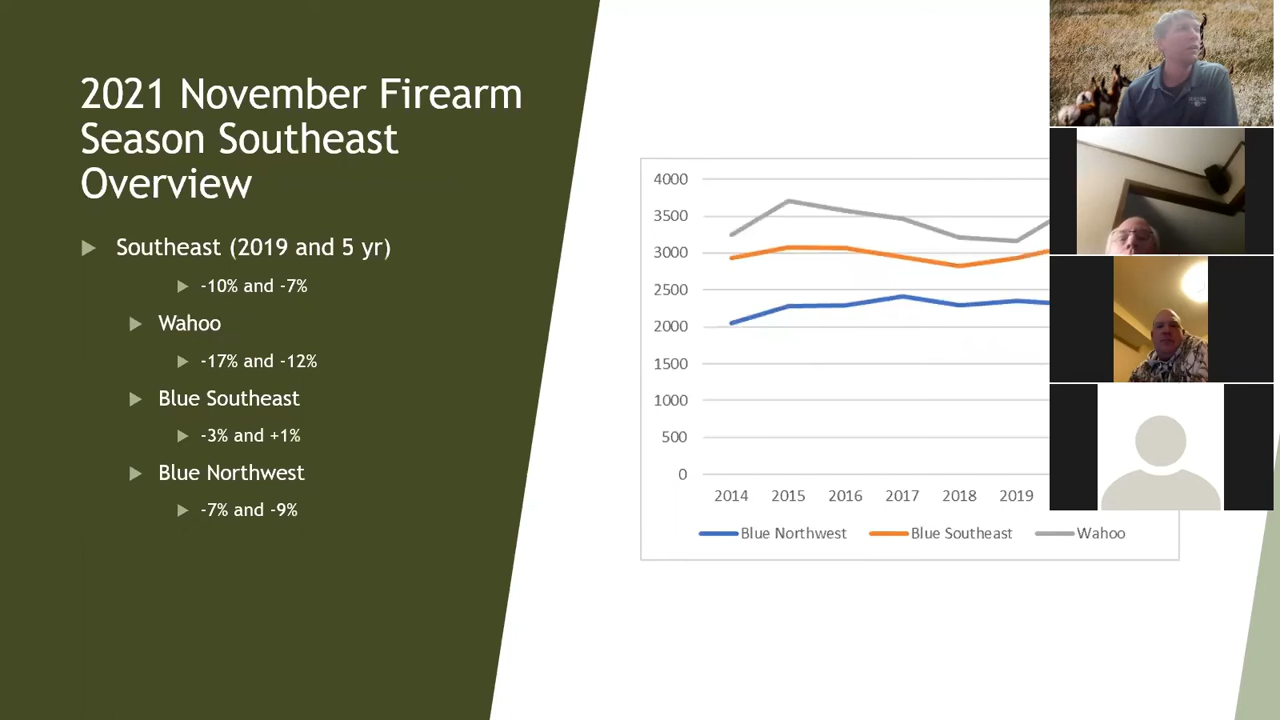 2021 November Firearm
Season Southeast
Overview
Southeast (2019 and 5 yr)
-10% and -7%
Wahoo
-17% and -12%
Blue Southeast
-3% and +1%
Blue Northwest
-7% and -9%
4000
3500
3000
2500
2000
1500
1000
500
0
2014 2015 2016 2017 2018 2019
Blue Northwest Blue Southeast Wahoo